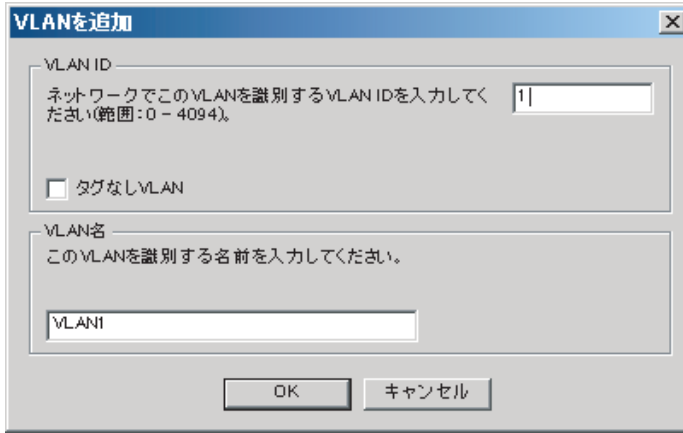 VLANを追加
VLAN ID
ネットワークでこのVLANを識別するVLAN IDを入力してく
ださい(範囲:0 - 4094)。
1
タグなしVLAN
VLAN名
このVLANを識別する名前を入力してください。
VLAN1
OK
キャンセル